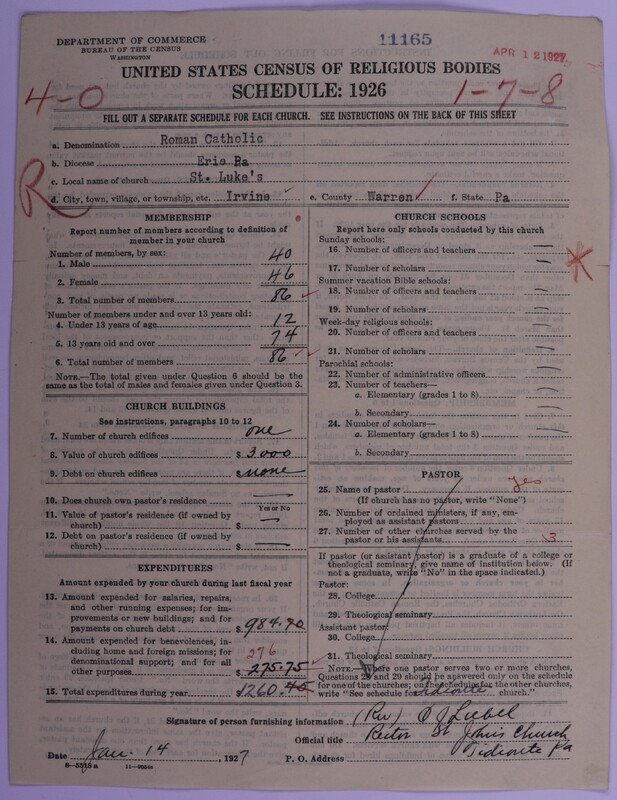 DEPARTMENT OF COMMERCE
BUREAU OF THE CENSUS
WASHINGTON
11165
APR 12 1927
UNITED STATES CENSUS OF RELIGIOUS BODIES
4-0
SCHEDULE: 1926
1-7-8
FILL OUT A SEPARATE SCHEDULE FOR EACH CHURCH. SEE INSTRUCTIONS ON THE BACK OF THIS SHEET
R
a. Denomination Roman Catholic
b. Diocese Erie Pa
c. Local name of church St. Luke's
d. City, town, village, or township, etc. Irvine e. County Warren f. State Pa
MEMBERSHIP
Report number of members according to definition of
member in your church
Number of members, by sex:
1. Male 40
2. Female 46
3. Total number of members 86
Number of members under and over 13 years old:
4. Under 13 years of age 12
5. 13 years old and over 74
6. Total number of members 86
NOTE.—The total given under Question 6 should be the
same as the total of males and females given under Question 3.
CHURCH BUILDINGS
See instructions, paragraphs 10 to 12
7. Number of church edifices one
8. Value of church edifices $ 3,000
9. Debt on church edifices $ none
10. Does church own pastor's residence —
Yes or No
11. Value of pastor's residence (if owned by
church) $ —
12. Debt on pastor's residence (if owned by
church) $ —
EXPENDITURES
Amount expended by your church during last fiscal year
13. Amount expended for salaries, repairs,
and other running expenses; for im-
provements or new buildings; and for
payments on church debt $ 984.70
14. Amount expended for benevolences, in-
cluding home and foreign missions; for 276
denominational support; and for all
other purposes $ 275.75
15. Total expenditures during year $ 1260.45
CHURCH SCHOOLS
Report here only schools conducted by this church
Sunday schools:
16. Number of officers and teachers —
17. Number of scholars —
Summer vacation Bible schools:
18. Number of officers and teachers —
19. Number of scholars —
Week-day religious schools:
20. Number of officers and teachers —
21. Number of scholars —
Parochial schools:
22. Number of administrative officers —
23. Number of teachers—
a. Elementary (grades 1 to 8) —
b. Secondary —
24. Number of scholars—
a. Elementary (grades 1 to 8) —
b. Secondary —
PASTOR
25. Name of pastor yes
(If church has no pastor, write "None")
26. Number of ordained ministers, if any, em-
ployed as assistant pastors
27. Number of other churches served by the
pastor or his assistants 3
If pastor (or assistant pastor) is a graduate of a college or
theological seminary, give name of institution below. (If
not a graduate, write "No" in the space indicated.)
Pastor:
28. College
29. Theological seminary
Assistant pastor:
30. College
31. Theological seminary
NOTE.—Where one pastor serves two or more churches,
Questions 28 and 29 should be answered only on the schedule
for one of the churches; on the schedules for the other churches,
write "See schedule for Tidioute church."
Signature of person furnishing information (Rev) O J Liebel
Official title Rector St Johns Church
Date Jan. 14, 1927 P. O. Address Tidioute Pa